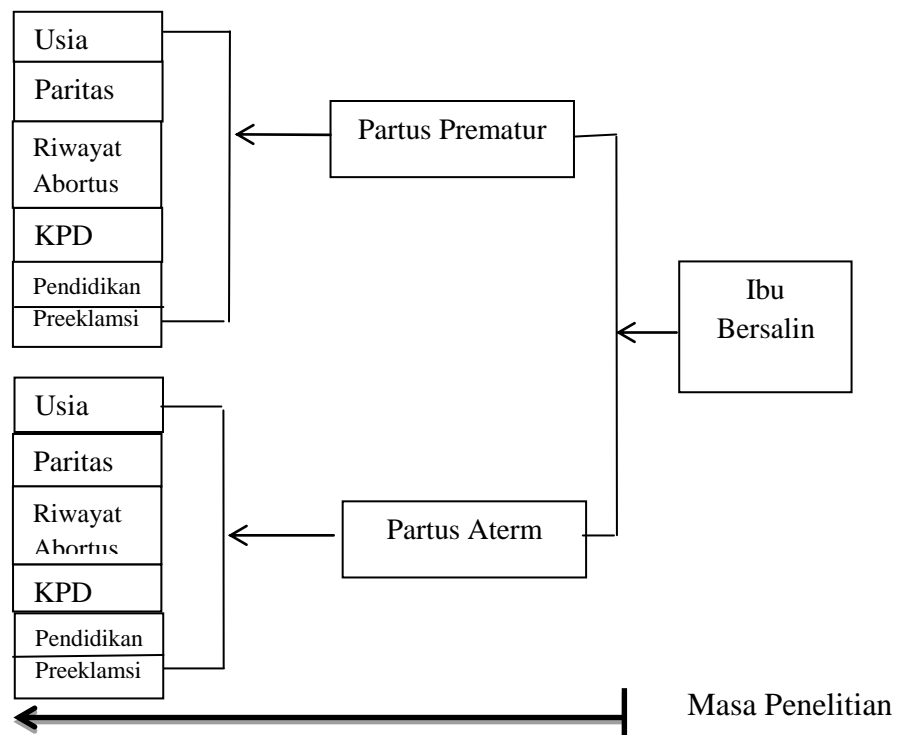 Usia
Paritas
Riwayat
Abortus
KPD
Pendidikan
Preeklamsi
Partus Prematur
Ibu
Bersalin
Usia
Paritas
Riwayat
Abortus
KPD
Pendidikan
Preeklamsi
Partus Aterm
Masa Penelitian